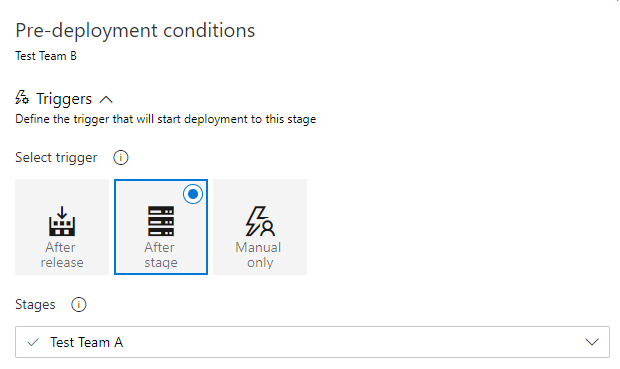 Pre-deployment conditions
Test Team B
Triggers
Define the trigger that will start deployment to this stage
Select trigger
After
release
After
stage
Manual
only
Stages
Test Team A